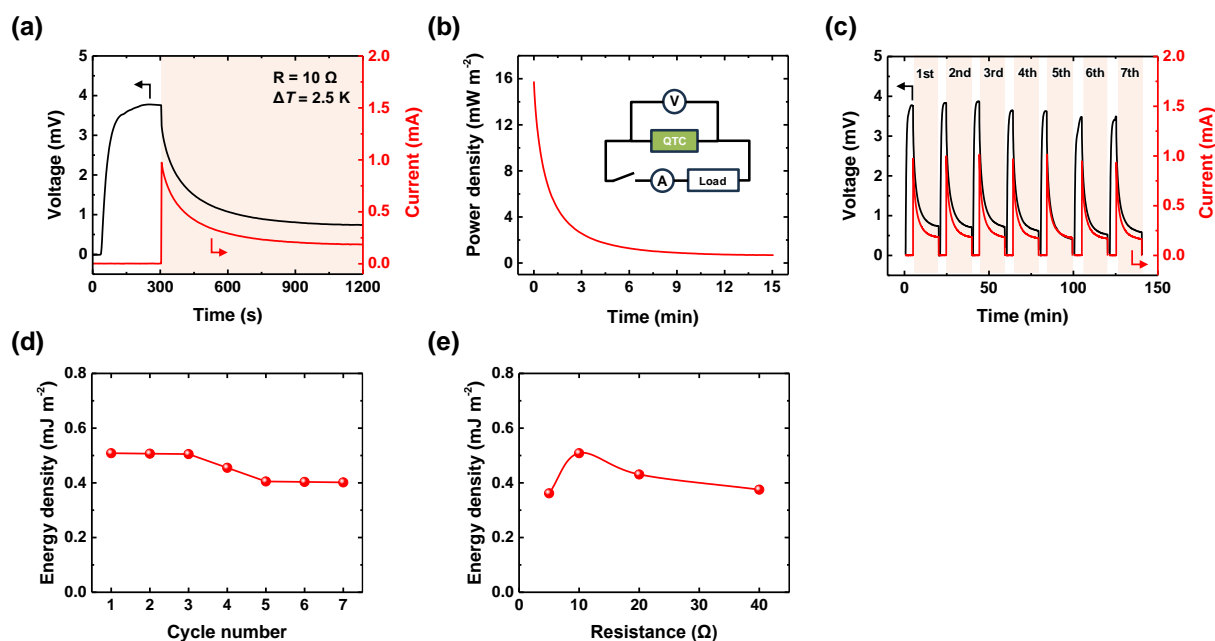 (a)
5
4
3
2
1
0
Voltage (mV)
R = 10 Ω
ΔT = 2.5 K
2.0
1.5
1.0
0.5
0.0
Current (mA)
0 300 600 900 1200
Time (s)
(b)
16
12
8
4
0
Power density (mW m-2)
V
QTC
A
Load
0 3 6 9 12 15
Time (min)
(c)
5
4
3
2
1
0
Voltage (mV)
1st 2nd 3rd 4th 5th 6th 7th
2.0
1.5
1.0
0.5
0.0
Current (mA)
0 50 100 150
Time (min)
(d)
0.8
0.6
0.4
0.2
0.0
Energy density (mJ m-2)
1 2 3 4 5 6 7
Cycle number
(e)
0.8
0.6
0.4
0.2
0.0
Energy density (mJ m-2)
0 10 20 30 40
Resistance (Ω)